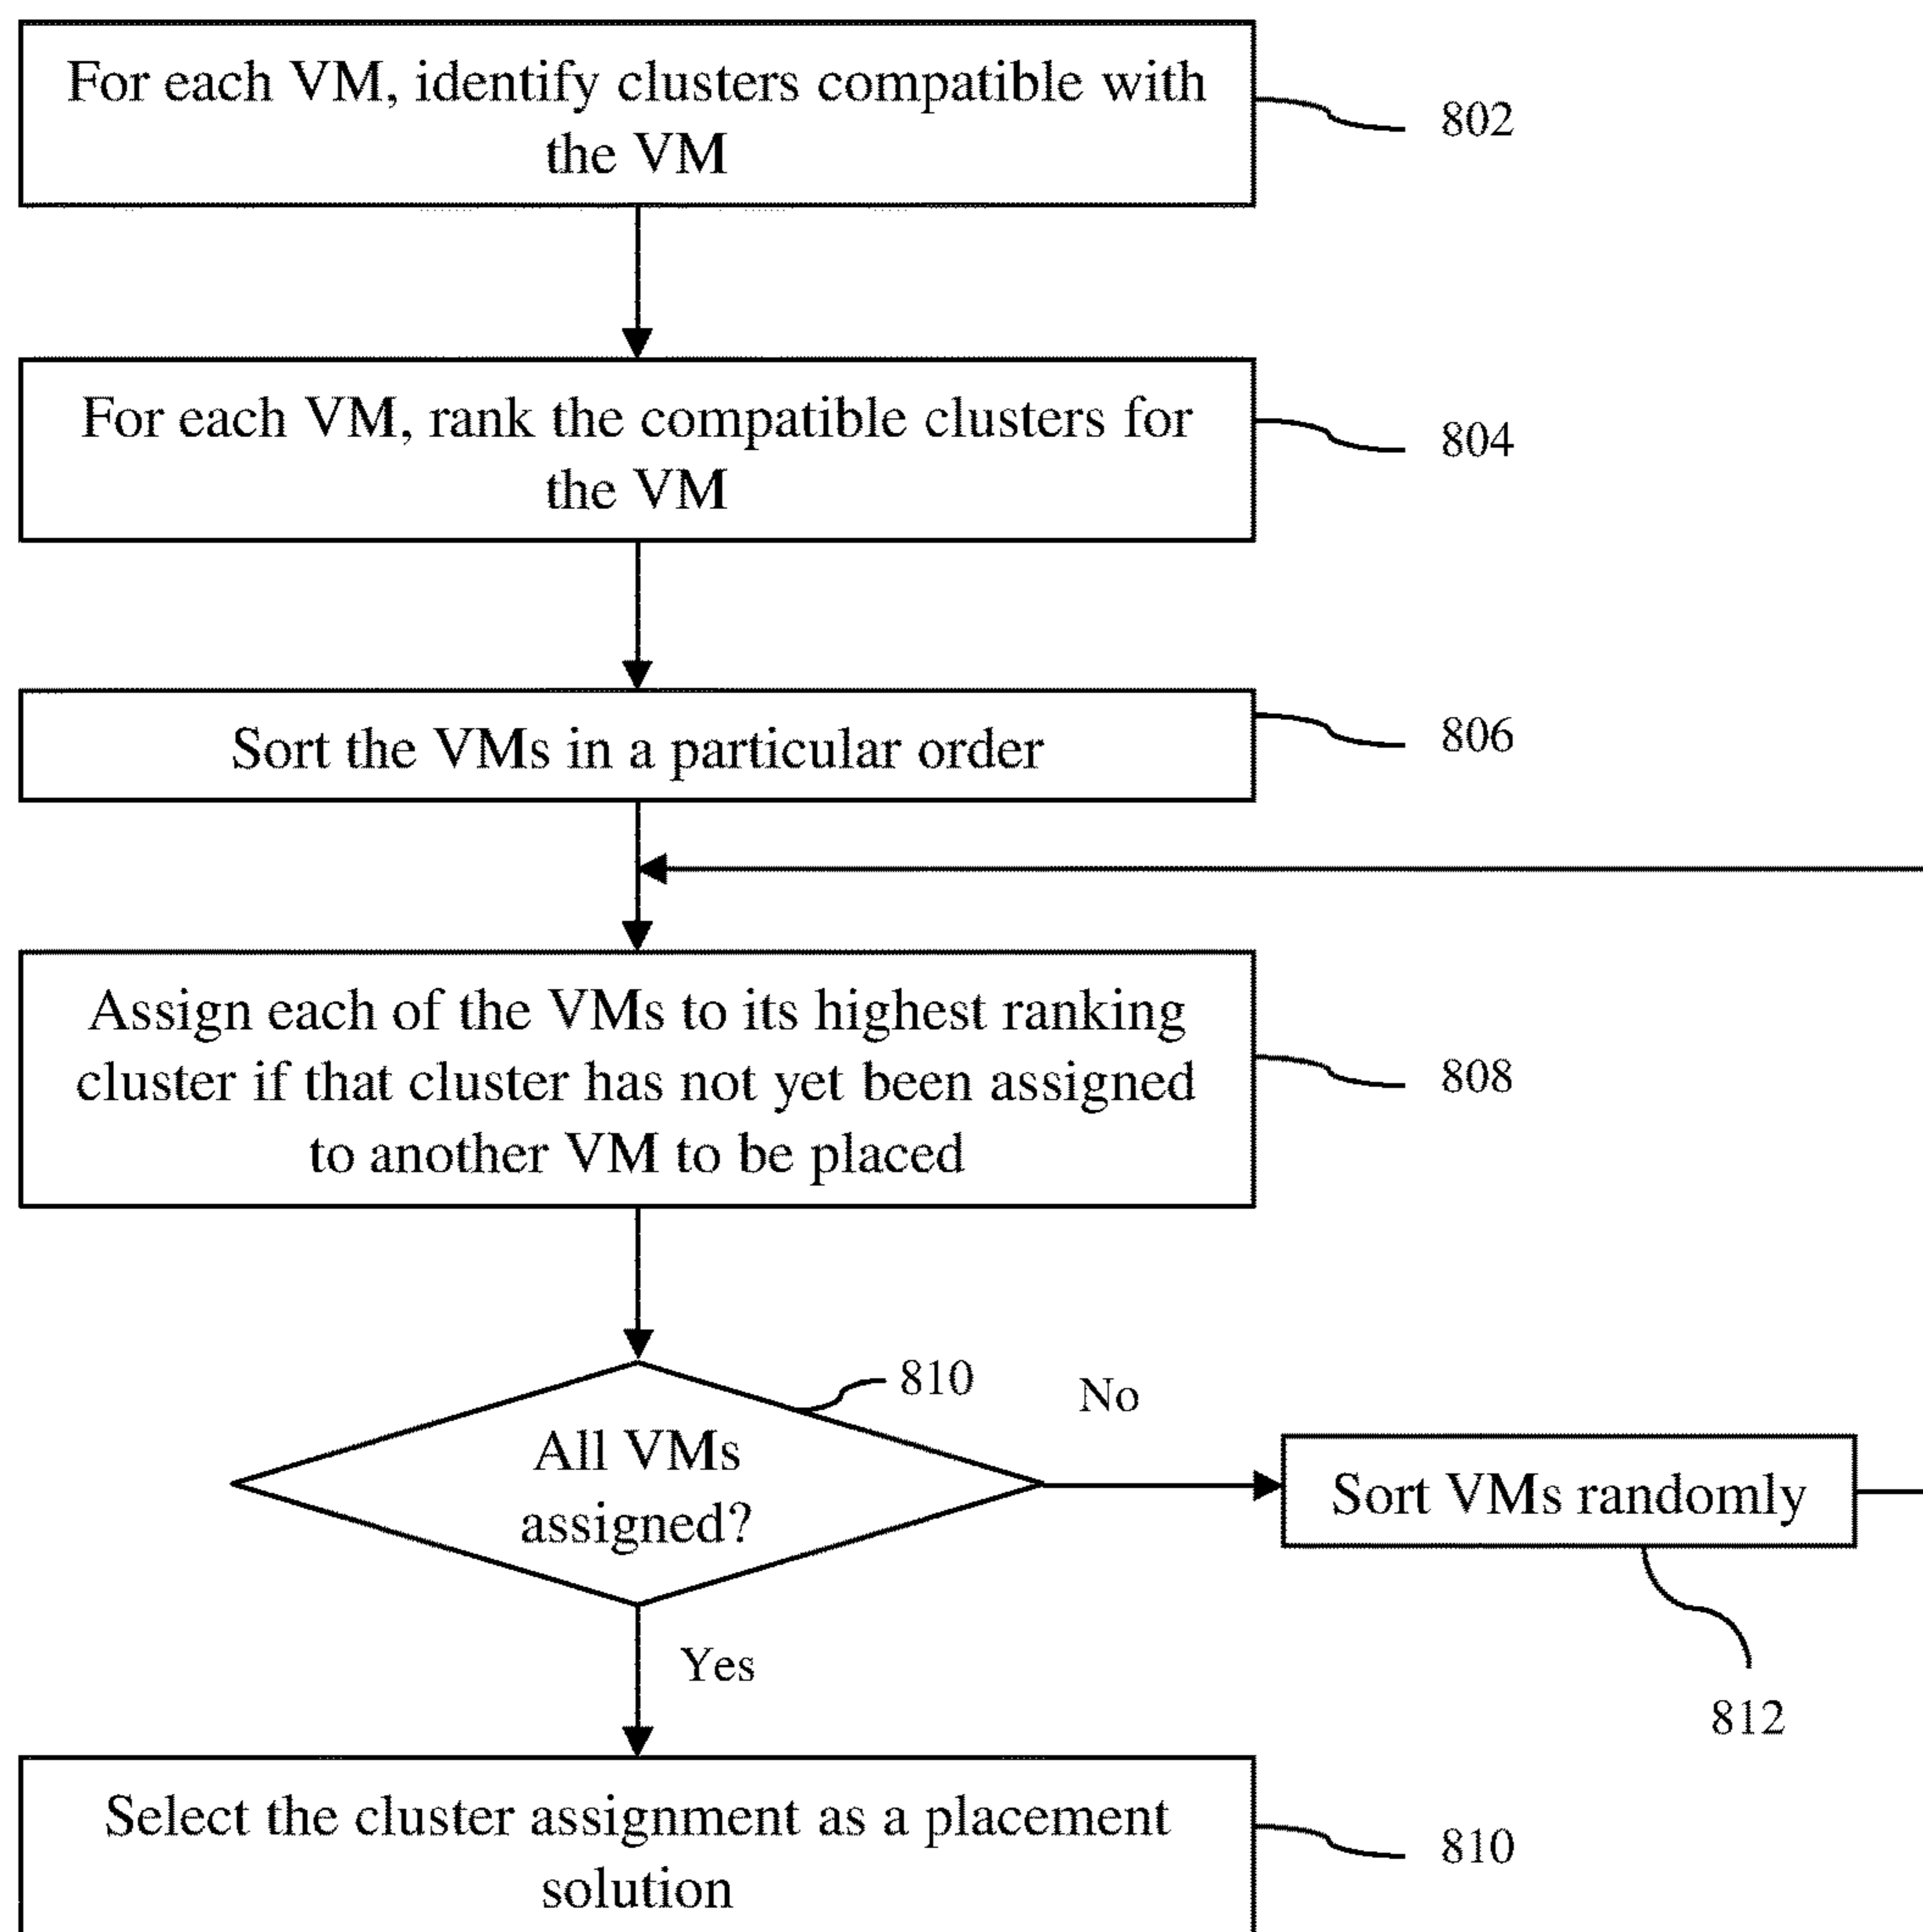 For each VM, identify clusters compatible with
the VM
802
For each VM, rank the compatible clusters for
the VM
804
Sort the VMs in a particular order
806
Assign each of the VMs to its highest ranking
cluster if that cluster has not yet been assigned
to another VM to be placed
808
810
All VMs
assigned?
No
Sort VMs randomly
812
Yes
Select the cluster assignment as a placement
solution
810